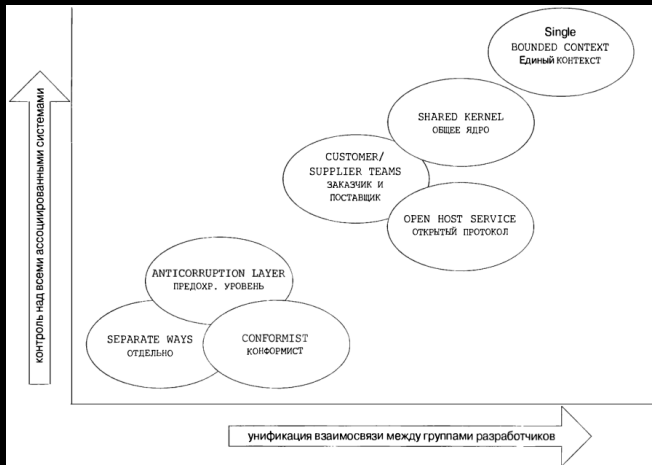 Single
BOUNDED CONTEXT
Единый КОНТЕКСТ
SHARED KERNEL
ОБЩЕЕ ЯДРО
CUSTOMER/
SUPPLIER TEAMS
ЗАКАЗЧИК И
ПОСТАВЩИК
OPEN HOST SERVICE
ОТКРЫТЫЙ ПРОТОКОЛ
ANTICORRUPTION LAYER
ПРЕДОХР. УРОВЕНЬ
SEPARATE WAYS
ОТДЕЛЬНО
CONFORMIST
КОНФОРМИСТ
контроль над всеми ассоциированными системами
унификация взаимосвязи между группами разработчиков